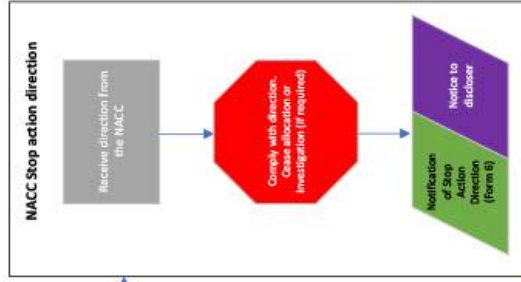 NACC Stop action direction
Receive direction from
the NACC
Comply with direction.
Cease allocation or
investigation (if required)
Notification
of Stop
Action
Direction
(Form 6)
Notice to
discloser